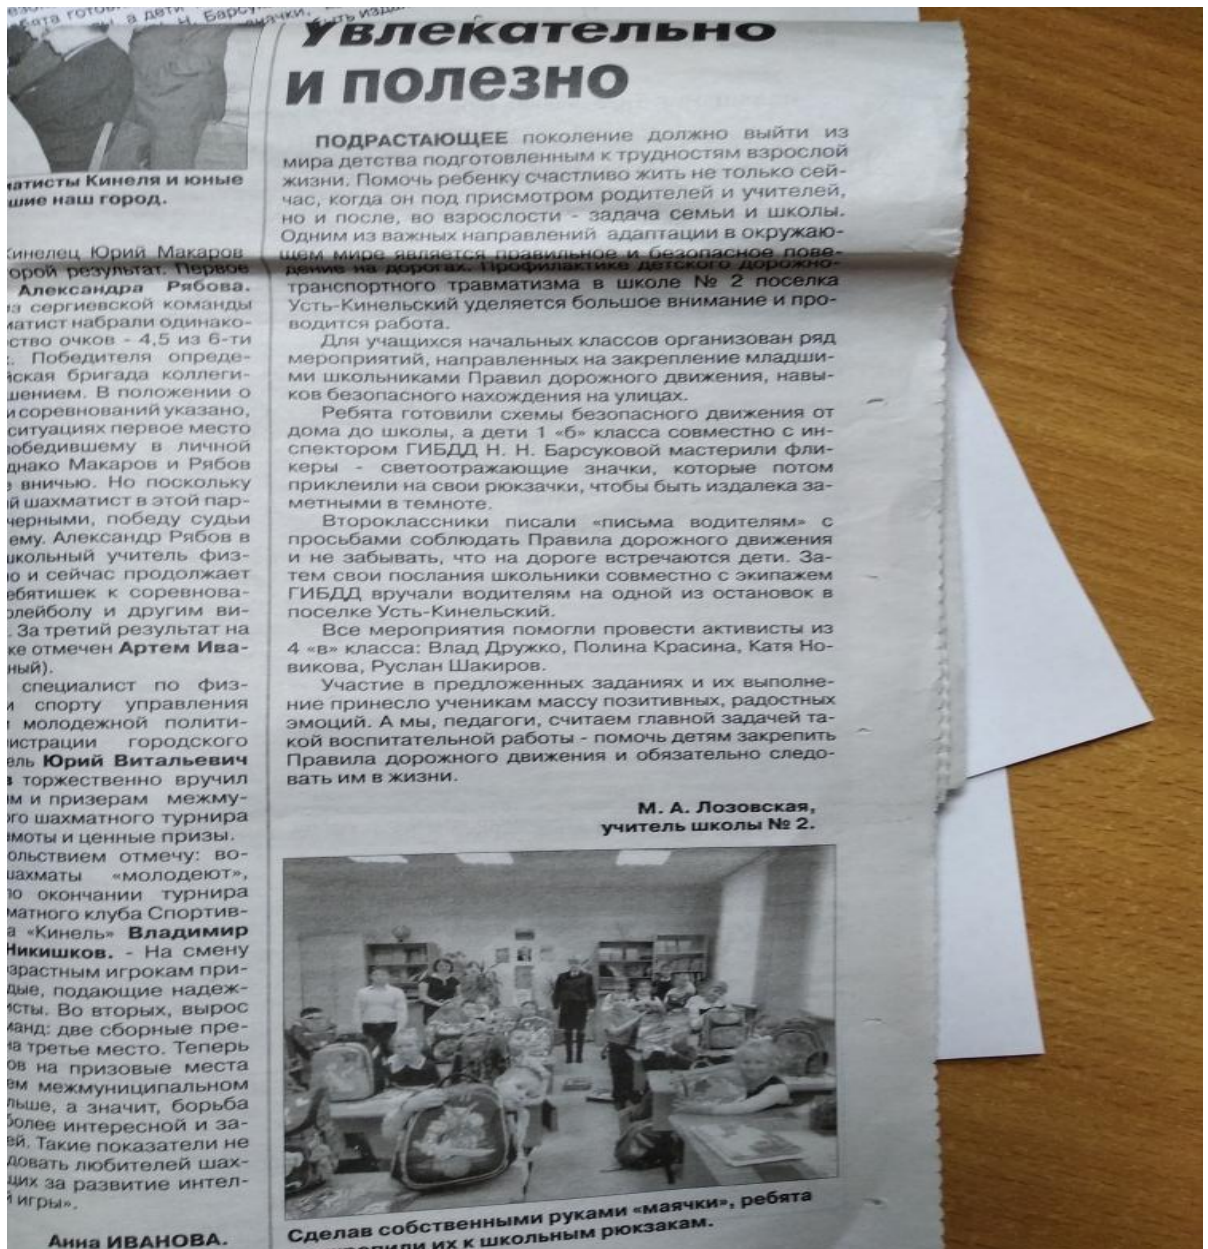 а дети
Н. Барсу
Кинеля и юные
шие наш город.
Юрий Макаров
результат. Первое
Александра Рябова.
сергиевской команды
набрали
очков - 4,5 из 6-ти
Победителя опреде-
бригада коллеги-
В положении о
соревнований указано,
ситуациях первое место
в личной
Макаров и Рябов
вничью. Но поскольку
шахматист в этой пар-
черными, победу судьи
Александр Рябов в
школьный учитель физ-
и сейчас продолжает
к соревнова-
и другим ви-
. За третий результат на
отмечен Артем Ива-
специалист по физ-
спорту управления
молодежной полити-
городского
Юрий Витальевич
торжественно вручил
и призерам межму-
шахматного турнира
и ценные призы.
отмечу: во-
шахматы «молодеют»,
окончании турнира
клуба Спортив-
«Кинель» Владимир
Никишков. - На смену
игрокам при-
подающие надеж-
Во вторых, вырос
две сборные пре-
третье место. Теперь
на призовые места
межмуниципальном
а значит, борьба
более интересной и за-
Такие показатели не
любителей шах-
за развитие интел-
игры».
Анна ИВАНОВА.
Увлекательно
и полезно
ПОДРАСТАЮЩЕЕ поколение должно выйти из
мира детства подготовленным к трудностям взрослой
жизни. Помочь ребенку счастливо жить не только сей-
час, когда он под присмотром родителей и учителей,
но и после, во взрослости - задача семьи и школы.
Одним из важных направлений адаптации в окружаю-
щем мире является правильное и безопасное пове-
дение на дорогах. Профилактике детского дорожно-
транспортного травматизма в школе № 2 поселка
Усть-Кинельский уделяется большое внимание и про-
водится работа.
Для учащихся начальных классов организован ряд
мероприятий, направленных на закрепление младши-
ми школьниками Правил дорожного движения, навы-
ков безопасного нахождения на улицах.
Ребята готовили схемы безопасного движения от
дома до школы, а дети 1 «б» класса совместно с ин-
спектором ГИБДД Н. Н. Барсуковой мастерили фли-
керы - светоотражающие значки, которые потом
приклеили на свои рюкзачки, чтобы быть издалека за-
метными в темноте.
Второклассники писали «письма водителям» с
просьбами соблюдать Правила дорожного движения
и не забывать, что на дороге встречаются дети. За-
тем свои послания школьники совместно с экипажем
ГИБДД вручали водителям на одной из остановок в
поселке Усть-Кинельский.
Все мероприятия помогли провести активисты из
4 «в» класса: Влад Дружко, Полина Красина, Катя Но-
викова, Руслан Шакиров.
Участие в предложенных заданиях и их выполне-
ние принесло ученикам массу позитивных, радостных
эмоций. А мы, педагоги, считаем главной задачей та-
кой воспитательной работы - помочь детям закрепить
Правила дорожного движения и обязательно следо-
вать им в жизни.
М. А. Лозовская,
учитель школы № 2.
Сделав собственными руками «маячки», ребята
их к школьным рюкзакам.